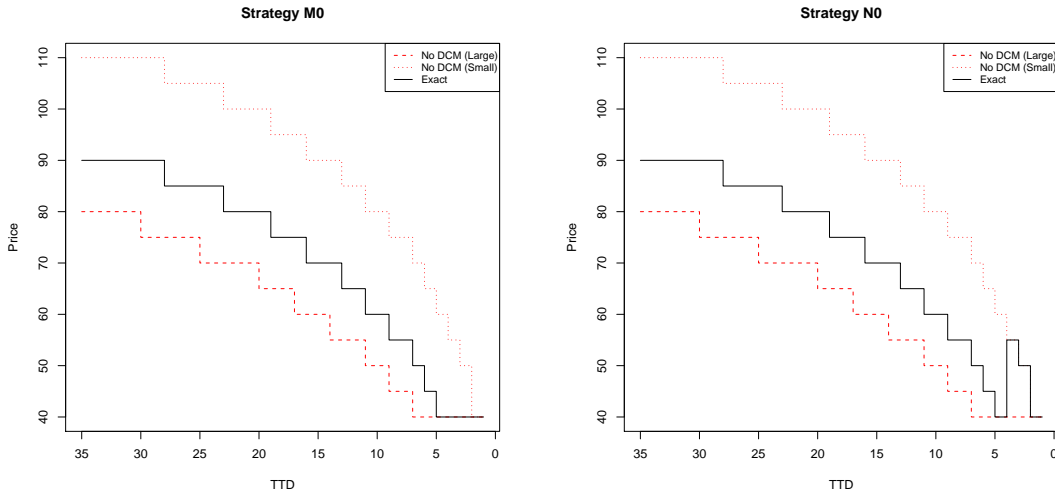 Strategy M0
No DCM (Large)
No DCM (Small)
Exact
Price
110
100
90
80
70
60
50
40
35 30 25 20 15 10 5 0
TTD
Strategy N0
No DCM (Large)
No DCM (Small)
Exact
Price
110
100
90
80
70
60
50
40
35 30 25 20 15 10 5 0
TTD